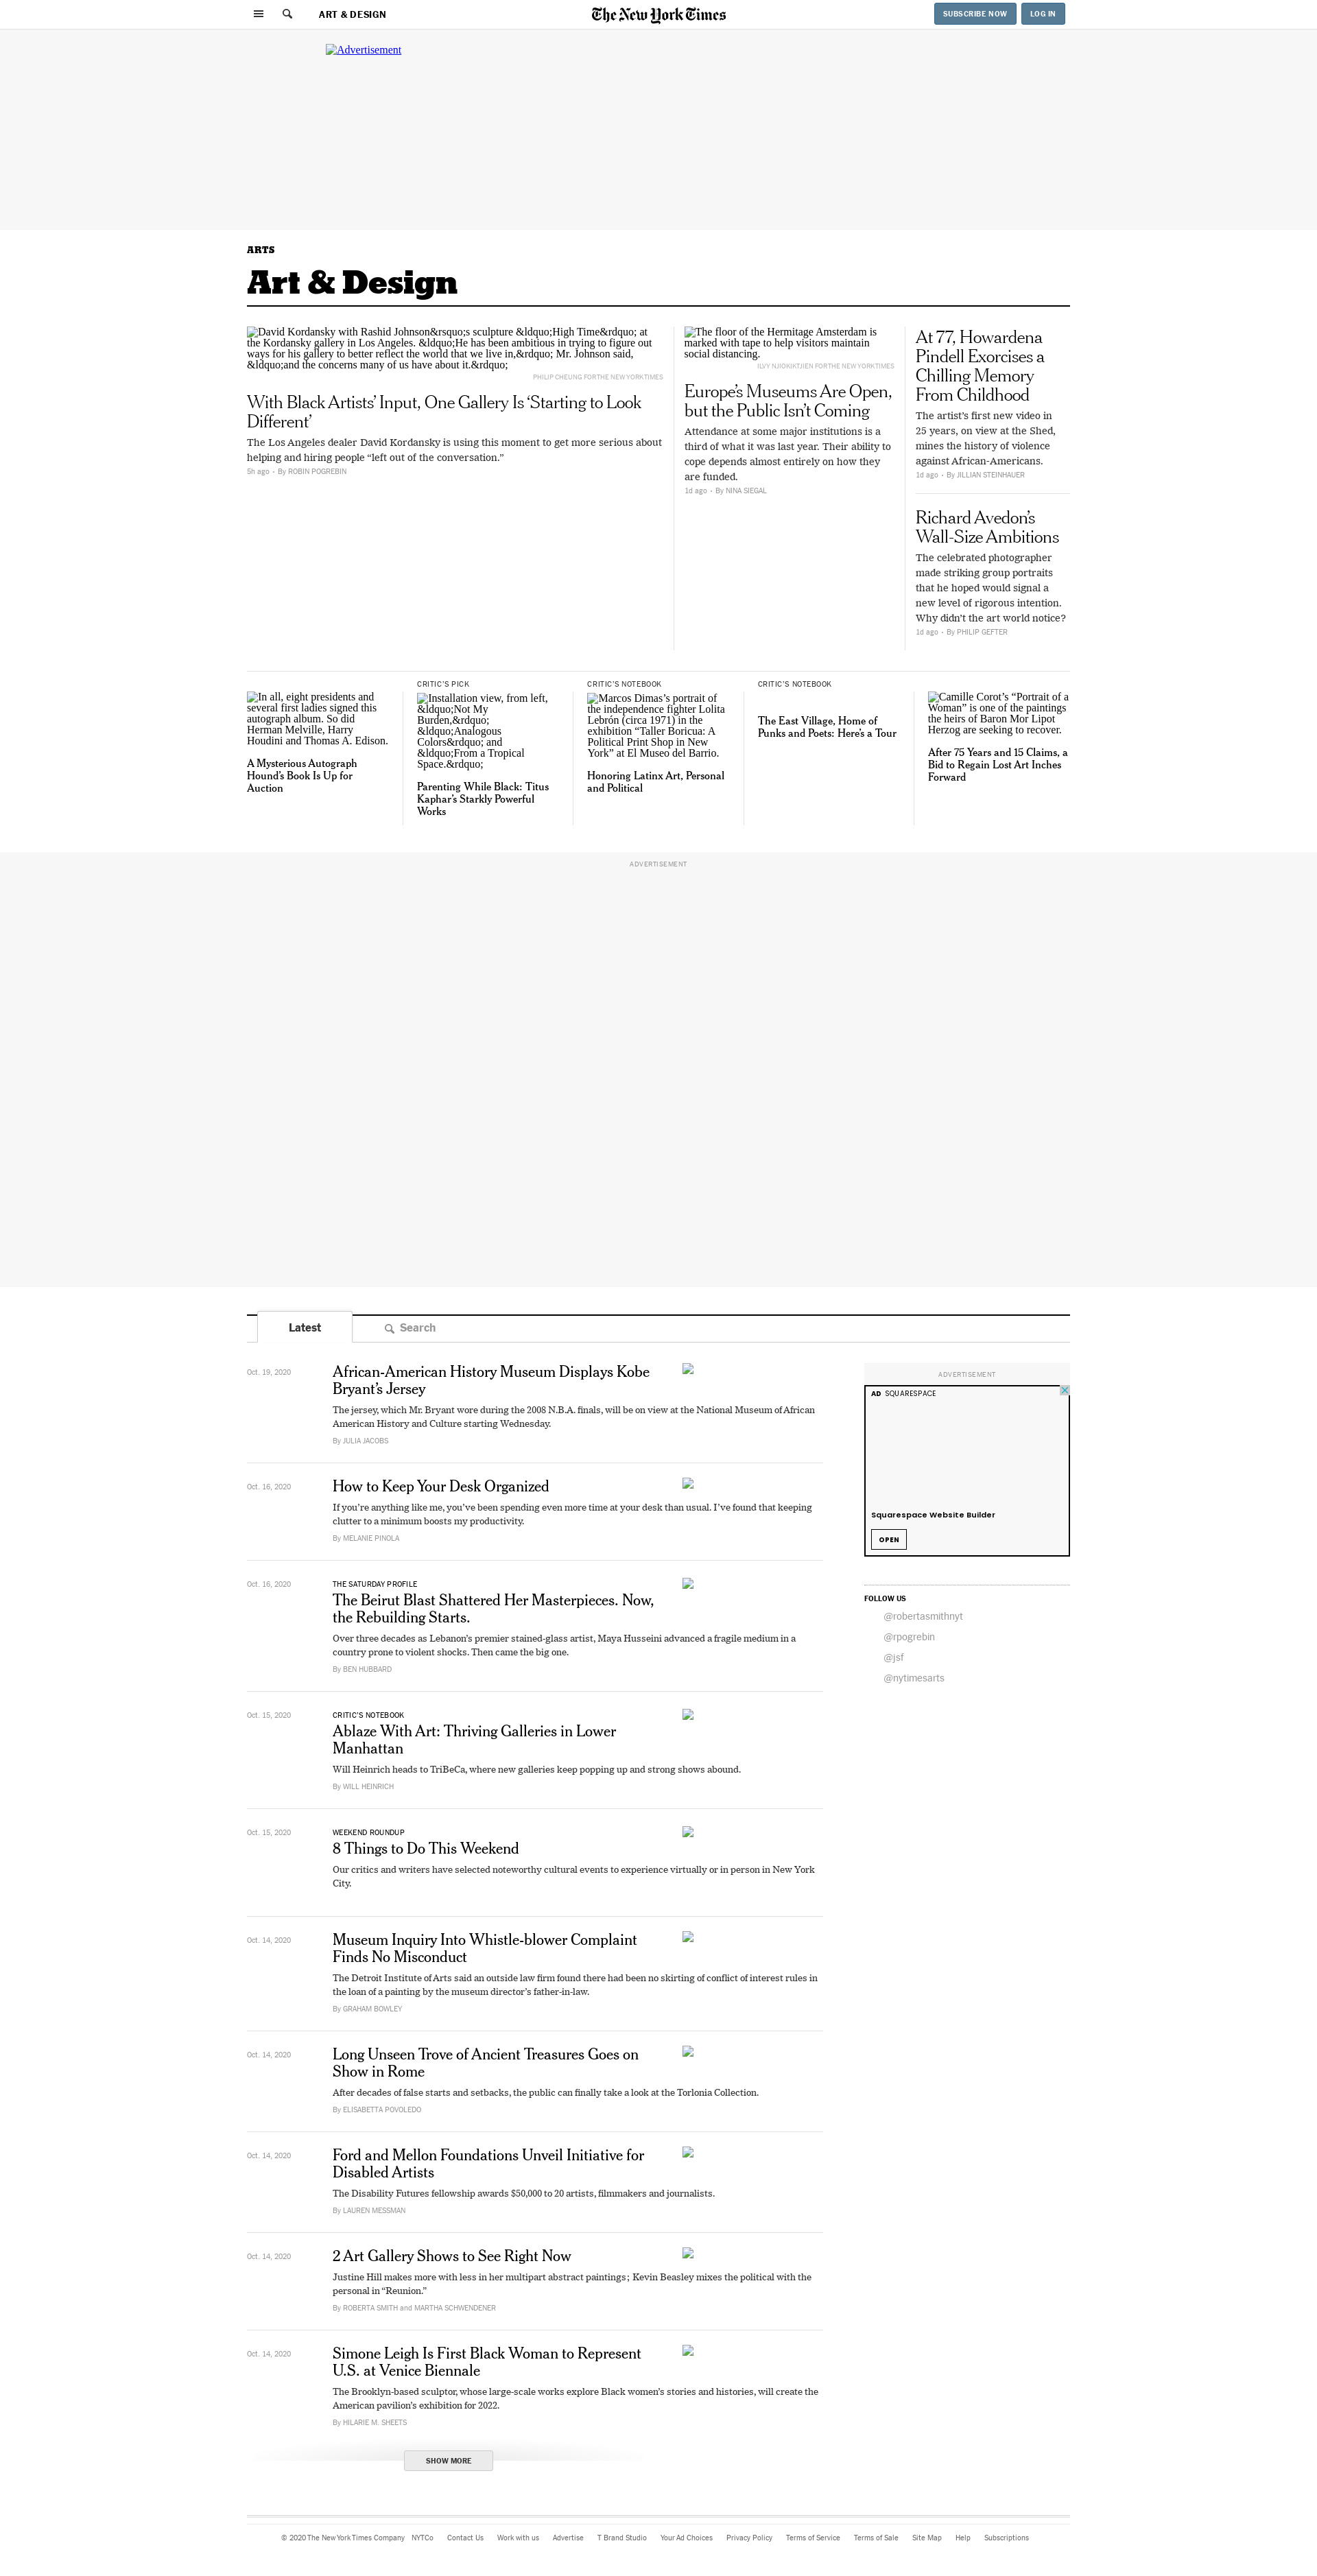 ART & DESIGN
The New York Times
SUBSCRIBE NOW
LOG IN
Advertisement
ARTS
Art & Design
David Kordansky with Rashid Johnson&rsquo;s sculpture &ldquo;High Time&rdquo; at
the Kordansky gallery in Los Angeles. &ldquo;He has been ambitious in trying to figure out
ways for his gallery to better reflect the world that we live in,&rdquo; Mr. Johnson said,
&ldquo;and the concerns many of us have about it.&rdquo;
PHILIP CHEUNG FOR THE NEW YORK TIMES
With Black Artists’ Input, One Gallery Is ‘Starting to Look
Different’
The Los Angeles dealer David Kordansky is using this moment to get more serious about
helping and hiring people “left out of the conversation.”
5h ago • By ROBIN POGREBIN
The floor of the Hermitage Amsterdam is
marked with tape to help visitors maintain
social distancing.
ILVY NJIOKIKTJIEN FOR THE NEW YORK TIMES
Europe’s Museums Are Open,
but the Public Isn’t Coming
Attendance at some major institutions is a
third of what it was last year. Their ability to
cope depends almost entirely on how they
are funded.
1d ago • By NINA SIEGAL
At 77, Howardena
Pindell Exorcises a
Chilling Memory
From Childhood
The artist’s first new video in
25 years, on view at the Shed,
mines the history of violence
against African-Americans.
1d ago • By JILLIAN STEINHAUER
Richard Avedon’s
Wall-Size Ambitions
The celebrated photographer
made striking group portraits
that he hoped would signal a
new level of rigorous intention.
Why didn’t the art world notice?
1d ago • By PHILIP GEFTER
In all, eight presidents and
several first ladies signed this
autograph album. So did
Herman Melville, Harry
Houdini and Thomas A. Edison.
A Mysterious Autograph
Hound’s Book Is Up for
Auction
CRITIC’S PICK
Installation view, from left,
&ldquo;Not My
Burden,&rdquo;
&ldquo;Analogous
Colors&rdquo; and
&ldquo;From a Tropical
Space.&rdquo;
Parenting While Black: Titus
Kaphar’s Starkly Powerful
Works
CRITIC’S NOTEBOOK
Marcos Dimas’s portrait of
the independence fighter Lolita
Lebrón (circa 1971) in the
exhibition “Taller Boricua: A
Political Print Shop in New
York” at El Museo del Barrio.
Honoring Latinx Art, Personal
and Political
CRITIC’S NOTEBOOK
The East Village, Home of
Punks and Poets: Here’s a Tour
Camille Corot’s “Portrait of a
Woman” is one of the paintings
the heirs of Baron Mor Lipot
Herzog are seeking to recover.
After 75 Years and 15 Claims, a
Bid to Regain Lost Art Inches
Forward
ADVERTISEMENT
Latest
Search
Oct. 19, 2020
African-American History Museum Displays Kobe
Bryant’s Jersey
The jersey, which Mr. Bryant wore during the 2008 N.B.A. finals, will be on view at the National Museum of African
American History and Culture starting Wednesday.
By JULIA JACOBS
Oct. 16, 2020
How to Keep Your Desk Organized
If you’re anything like me, you’ve been spending even more time at your desk than usual. I’ve found that keeping
clutter to a minimum boosts my productivity.
By MELANIE PINOLA
Oct. 16, 2020
THE SATURDAY PROFILE
The Beirut Blast Shattered Her Masterpieces. Now,
the Rebuilding Starts.
Over three decades as Lebanon’s premier stained-glass artist, Maya Husseini advanced a fragile medium in a
country prone to violent shocks. Then came the big one.
By BEN HUBBARD
Oct. 15, 2020
CRITIC’S NOTEBOOK
Ablaze With Art: Thriving Galleries in Lower
Manhattan
Will Heinrich heads to TriBeCa, where new galleries keep popping up and strong shows abound.
By WILL HEINRICH
Oct. 15, 2020
WEEKEND ROUNDUP
8 Things to Do This Weekend
Our critics and writers have selected noteworthy cultural events to experience virtually or in person in New York
City.
Oct. 14, 2020
Museum Inquiry Into Whistle-blower Complaint
Finds No Misconduct
The Detroit Institute of Arts said an outside law firm found there had been no skirting of conflict of interest rules in
the loan of a painting by the museum director’s father-in-law.
By GRAHAM BOWLEY
Oct. 14, 2020
Long Unseen Trove of Ancient Treasures Goes on
Show in Rome
After decades of false starts and setbacks, the public can finally take a look at the Torlonia Collection.
By ELISABETTA POVOLEDO
Oct. 14, 2020
Ford and Mellon Foundations Unveil Initiative for
Disabled Artists
The Disability Futures fellowship awards $50,000 to 20 artists, filmmakers and journalists.
By LAUREN MESSMAN
Oct. 14, 2020
2 Art Gallery Shows to See Right Now
Justine Hill makes more with less in her multipart abstract paintings; Kevin Beasley mixes the political with the
personal in “Reunion.”
By ROBERTA SMITH and MARTHA SCHWENDENER
Oct. 14, 2020
Simone Leigh Is First Black Woman to Represent
U.S. at Venice Biennale
The Brooklyn-based sculptor, whose large-scale works explore Black women’s stories and histories, will create the
American pavilion’s exhibition for 2022.
By HILARIE M. SHEETS
SHOW MORE
ADVERTISEMENT
AD SQUARESPACE
Squarespace Website Builder
OPEN
FOLLOW US
@robertasmithnyt
@rpogrebin
@jsf
@nytimesarts
© 2020 The New York Times Company NYTCo Contact Us Work with us Advertise T Brand Studio Your Ad Choices Privacy Policy Terms of Service Terms of Sale Site Map Help Subscriptions